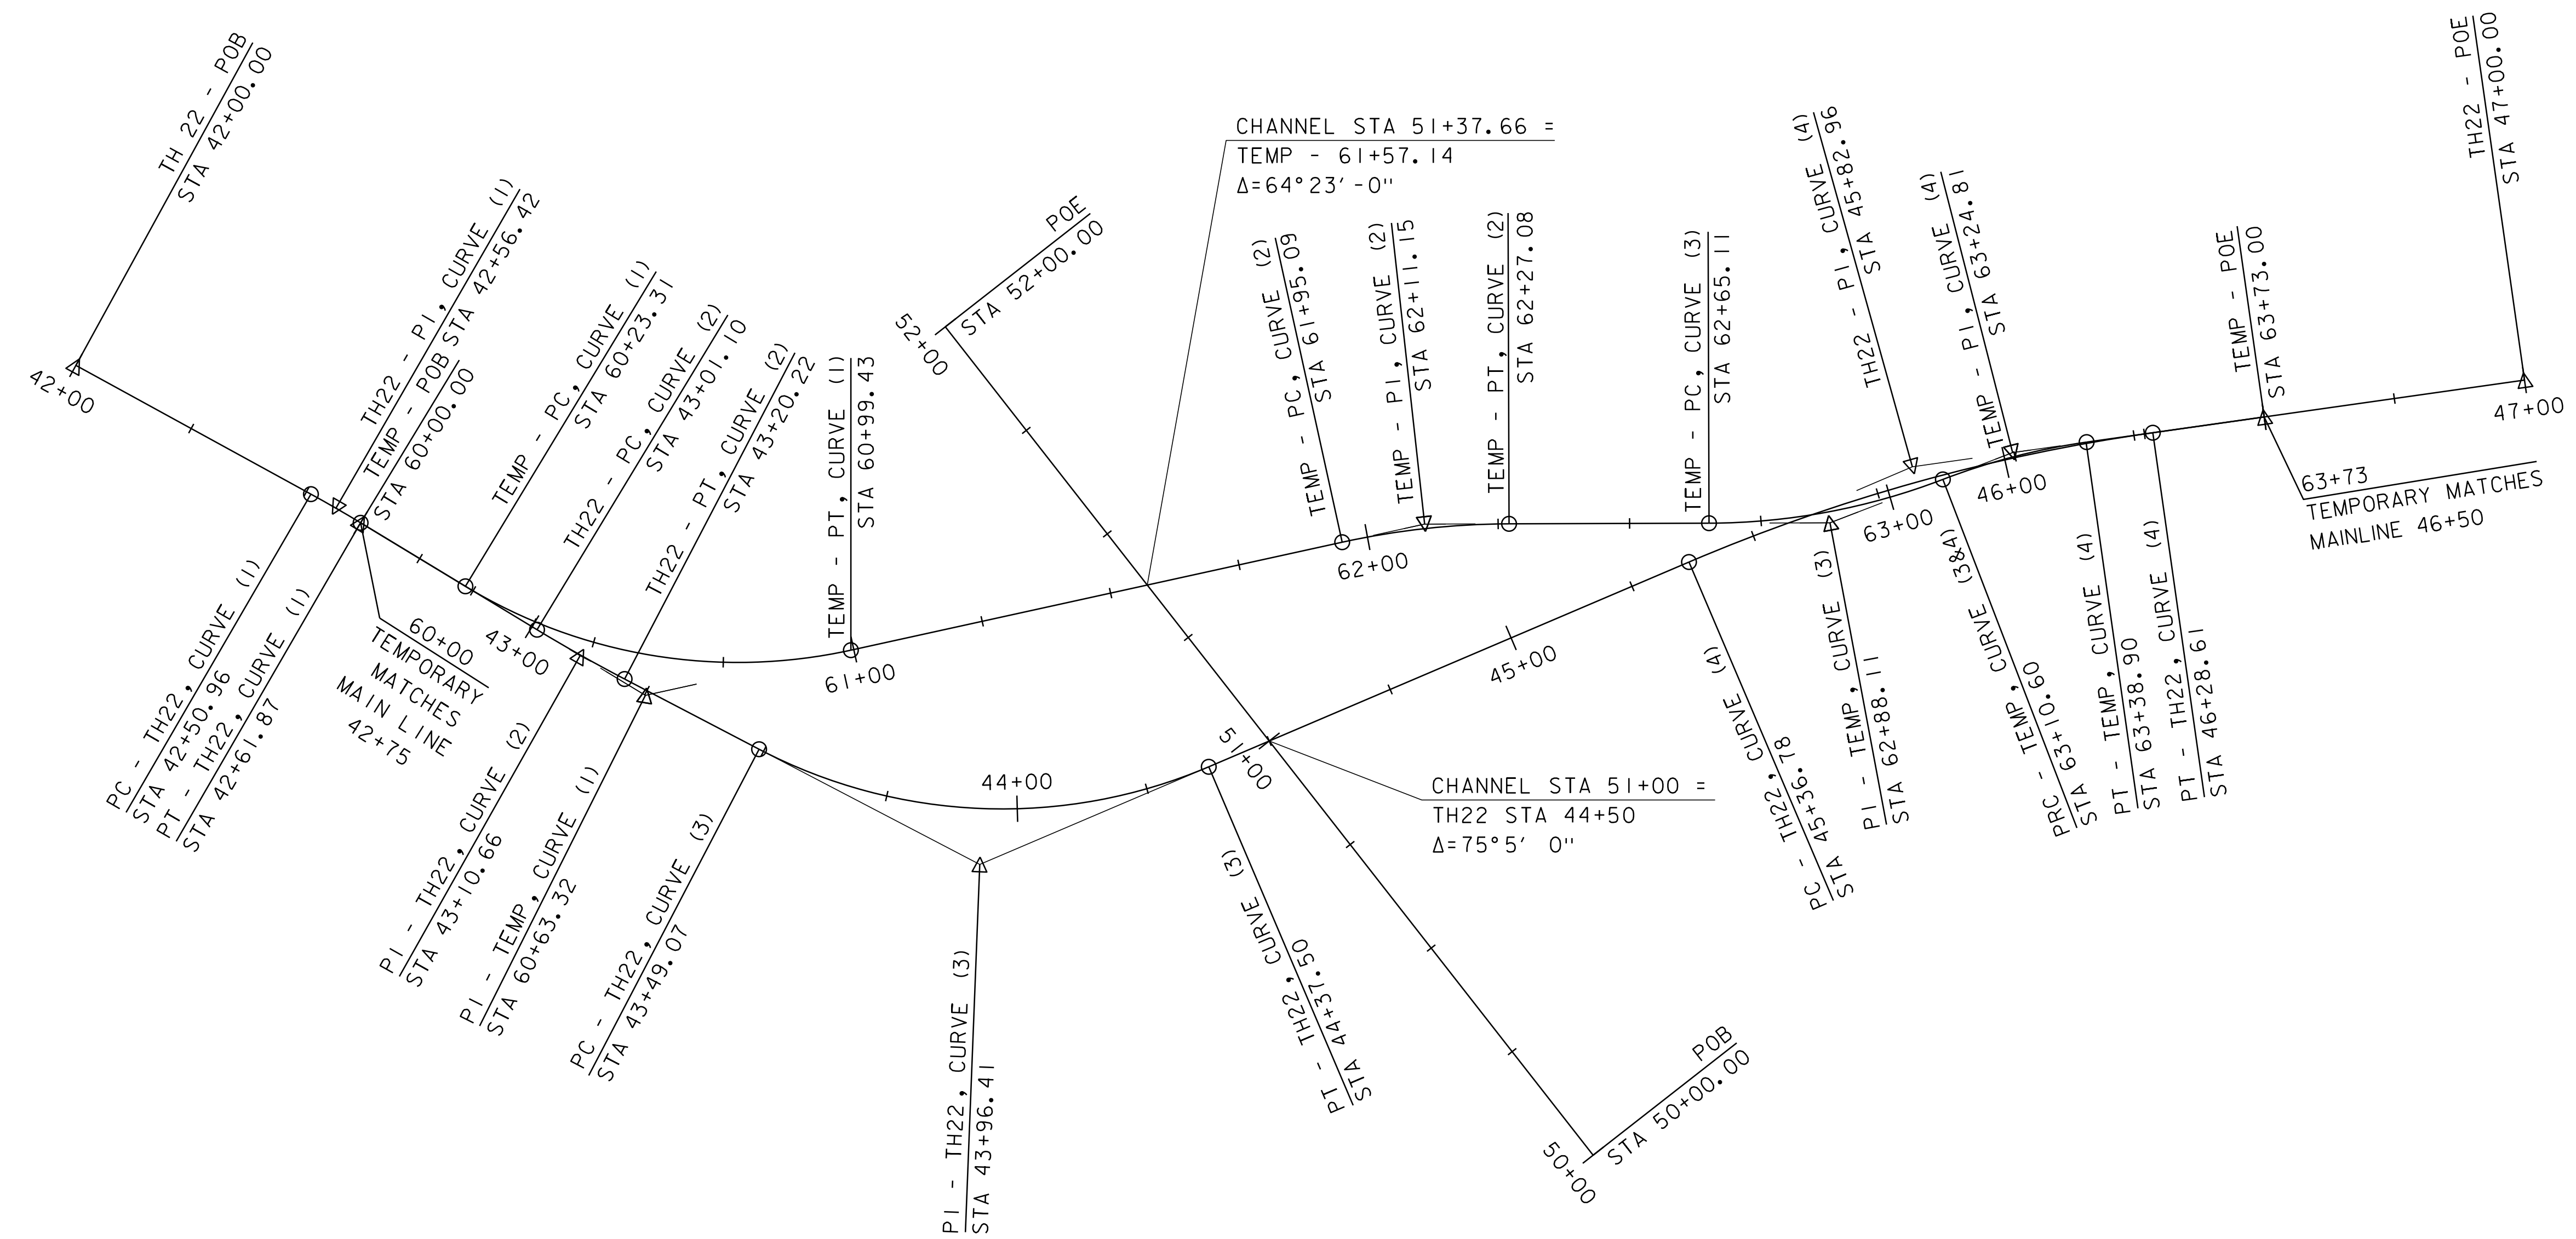 TH 22 - POB
STA 42+00.00
42+00
TH22 - PI, CURVE (1)
STA 42+56.42
TEMP - POB
STA 60+00.00
TEMP - PC, CURVE (1)
STA 60+23.31
TH22 - PC, CURVE (2)
STA 43+01.10
TH22 - PT, CURVE (2)
STA 43+20.22
TEMP - PT, CURVE (1)
STA 60+99.43
52+00
POE
STA 52+00.00
CHANNEL STA 51+37.66 =
TEMP - 61+57.14
Δ=64°23'-0"
TEMP - PC, CURVE (2)
STA 61+95.09
TEMP - PI, CURVE (2)
STA 62+11.15
TEMP - PT, CURVE (2)
STA 62+27.08
TEMP - PC, CURVE (3)
STA 62+65.11
TH22 - PI, CURVE (4)
STA 45+82.96
TEMP - PI, CURVE (4)
STA 63+24.81
TEMP - POE
STA 63+73.00
TH22 - POE
STA 47+00.00
47+00
63+73
TEMPORARY MATCHES
MAINLINE 46+50
46+00
63+00
62+00
61+00
45+00
44+00
43+00
60+00
TEMPORARY
MATCHES
MAIN LINE
42+75
PC - TH22, CURVE (1)
STA 42+50.96
PT - TH22, CURVE (1)
STA 42+61.87
PI - TH22, CURVE (2)
STA 43+10.66
PI - TEMP, CURVE (1)
STA 60+63.32
PC - TH22, CURVE (3)
STA 43+49.07
PI - TH22, CURVE (3)
STA 43+96.41
51+00
PT - TH22, CURVE (3)
STA 44+37.50
CHANNEL STA 51+00 =
TH22 STA 44+50
Δ=75°5' 0"
POB
STA 50+00.00
50+00
PC - TH22, CURVE (4)
STA 45+36.78
PI - TEMP, CURVE (3)
STA 62+88.11
PRC - TEMP, CURVE (3&4)
STA 63+10.60
PT - TEMP, CURVE (4)
STA 63+38.90
PT - TH22, CURVE (4)
STA 46+28.61